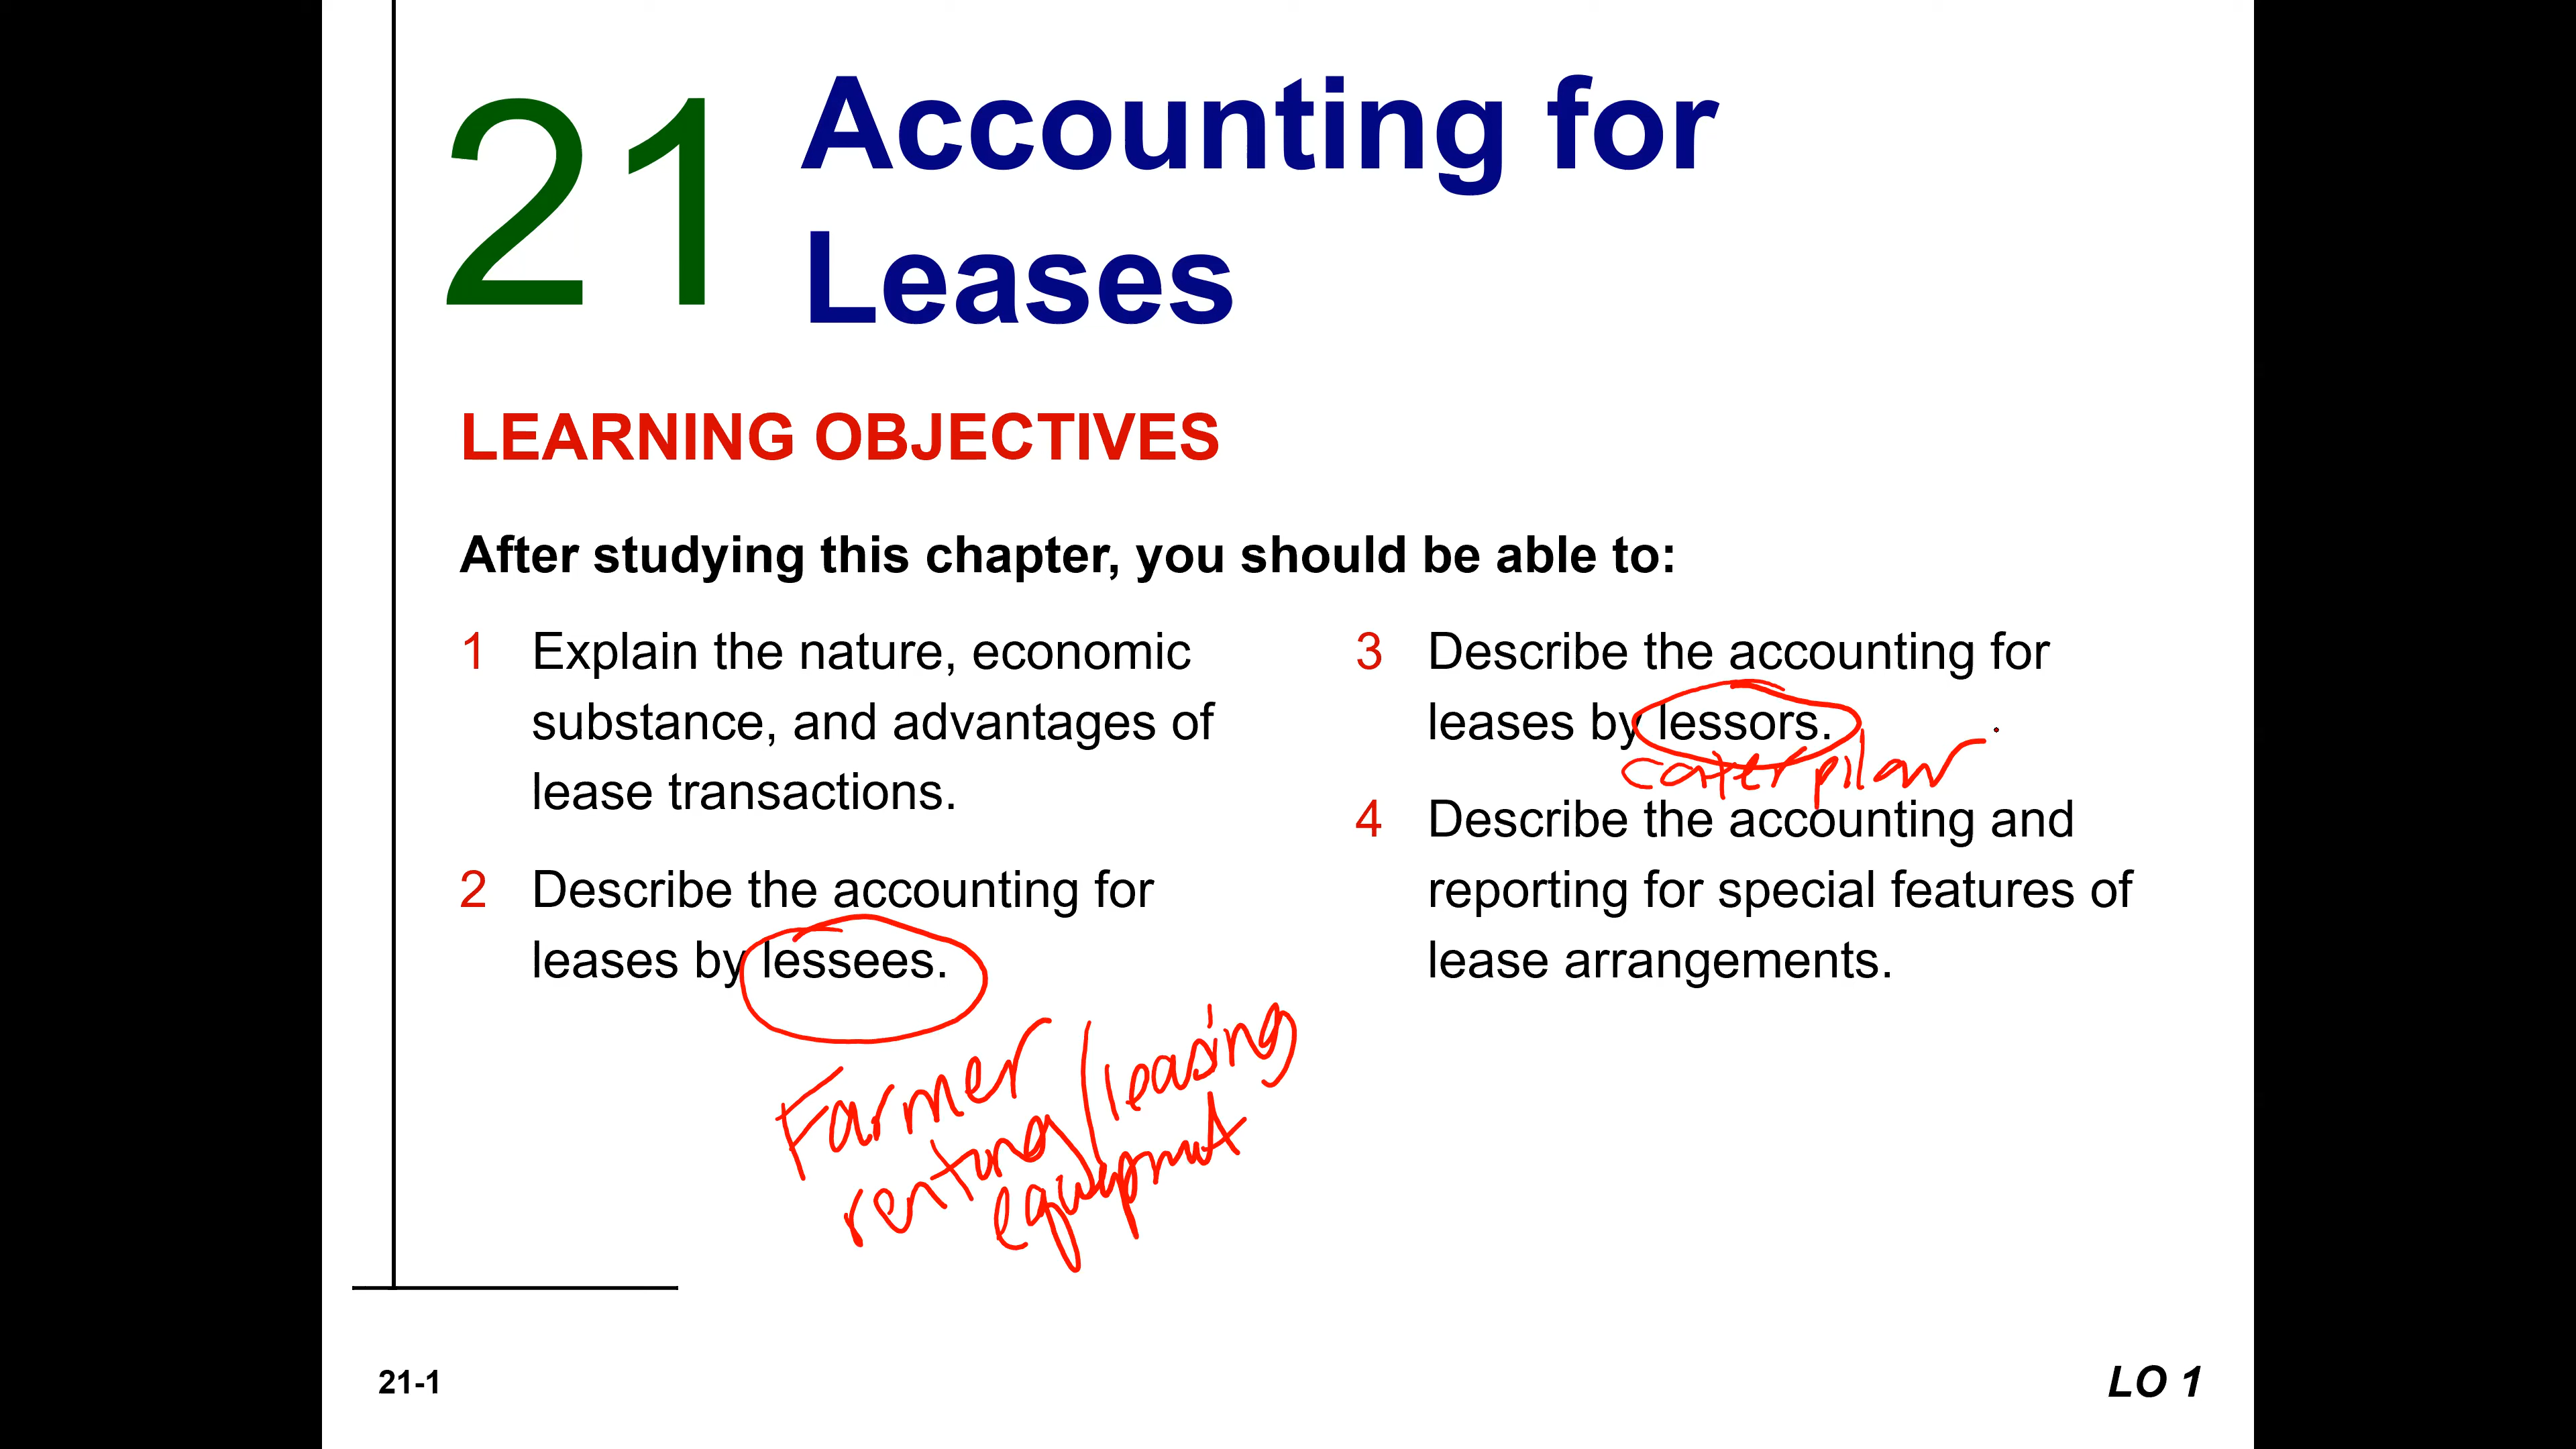 21
Accounting for
Leases
LEARNING OBJECTIVES
After studying this chapter, you should be able to:
1 Explain the nature, economic
substance, and advantages of
lease transactions.
2 Describe the accounting for
leases by lessees.
Farmer
renting/leasing
equipment
3 Describe the accounting for
leases by lessors.
caterpilar
4 Describe the accounting and
reporting for special features of
lease arrangements.
21-1
LO 1